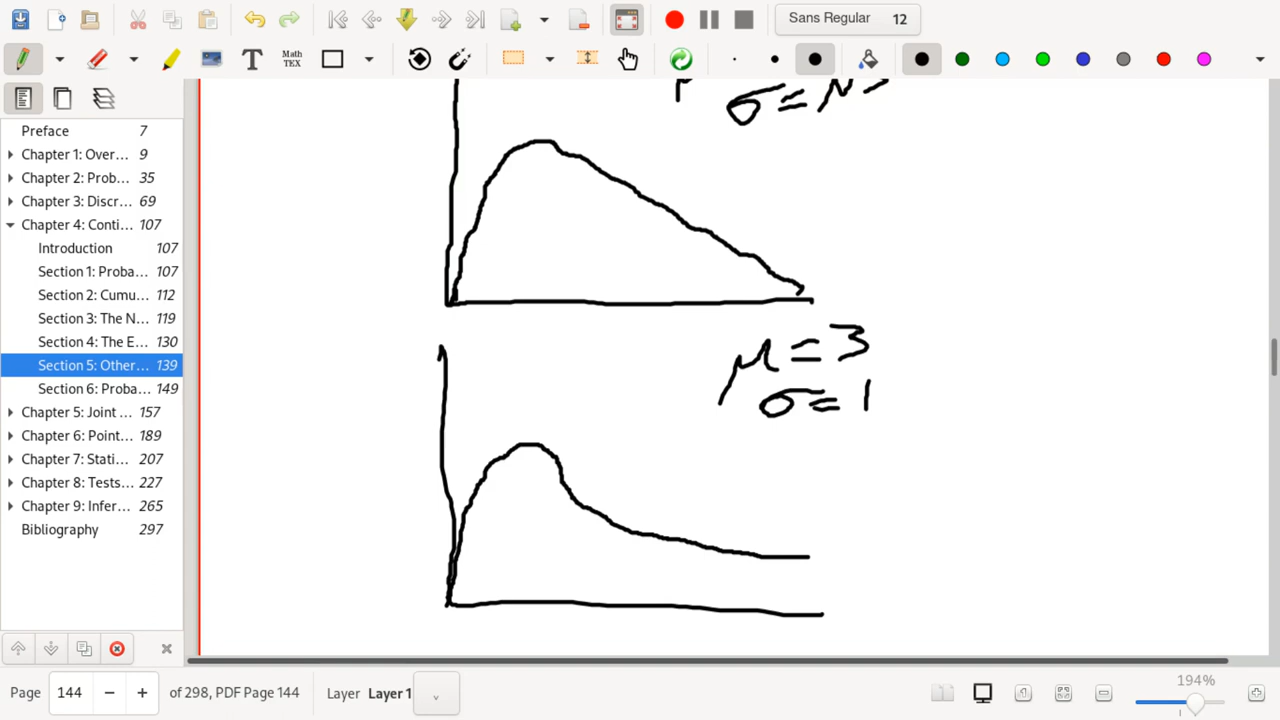 Sans Regular 12
Math TEX
Preface 7
Chapter 1: Over... 9
Chapter 2: Prob... 35
Chapter 3: Discr... 69
Chapter 4: Conti... 107
Introduction 107
Section 1: Proba... 107
Section 2: Cumu... 112
Section 3: The N... 119
Section 4: The E... 130
Section 5: Other... 139
Section 6: Proba... 149
Chapter 5: Joint ... 157
Chapter 6: Point... 189
Chapter 7: Stati... 207
Chapter 8: Tests... 227
Chapter 9: Infer... 265
Bibliography 297
σ =
μ = 3
σ = 1
Page 144 of 298, PDF Page 144 Layer Layer 1
194%